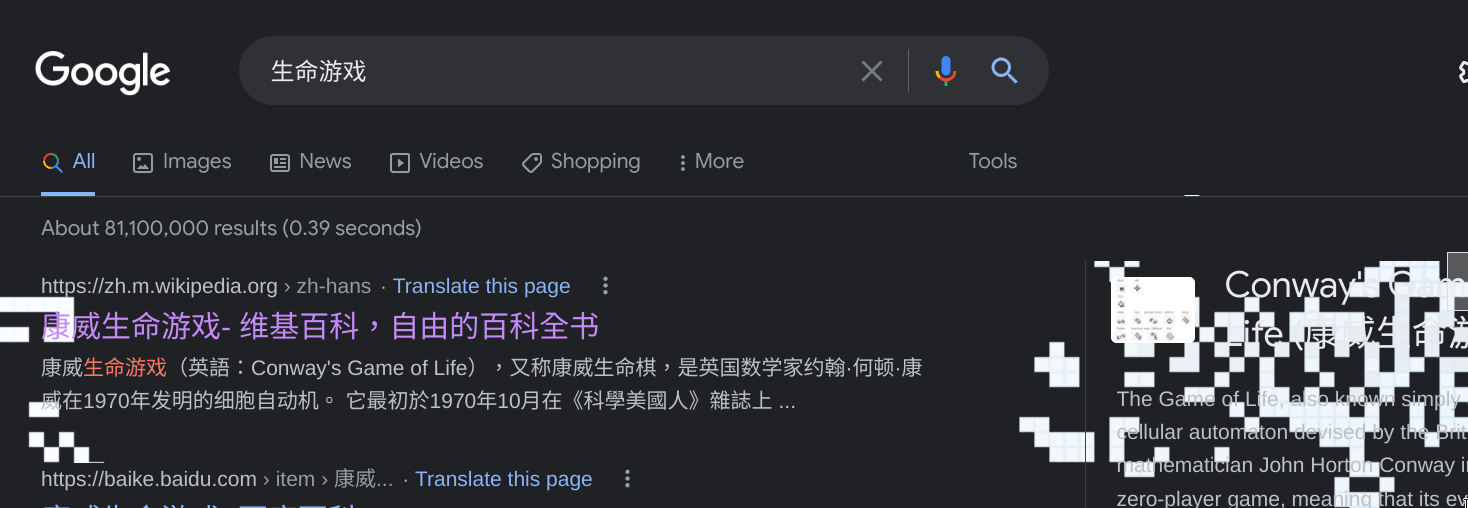 Google
生命游戏
All Images News Videos Shopping More Tools
About 81,100,000 results (0.39 seconds)
https://zh.m.wikipedia.org › zh-hans · Translate this page
康威生命游戏- 维基百科，自由的百科全书
康威生命游戏（英語：Conway's Game of Life），又称康威生命棋，是英国数学家约翰·何顿·康
威在1970年发明的细胞自动机。 它最初於1970年10月在《科學美國人》雜誌上 ...
https://baike.baidu.com › item › 康威... · Translate this page
Conway's Gam
Life (康威生命游
The Game of Life, also known simply
cellular automaton devised by the Brit
mathematician John Horton Conway i
zero-player game, meaning that its ev